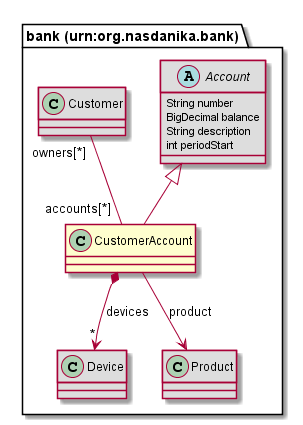 bank (urn:org.nasdanika.bank)
A Account
String number
BigDecimal balance
String description
int periodStart
C Customer
owners[*]
accounts[*]
C CustomerAccount
devices
product
*
C Device
C Product